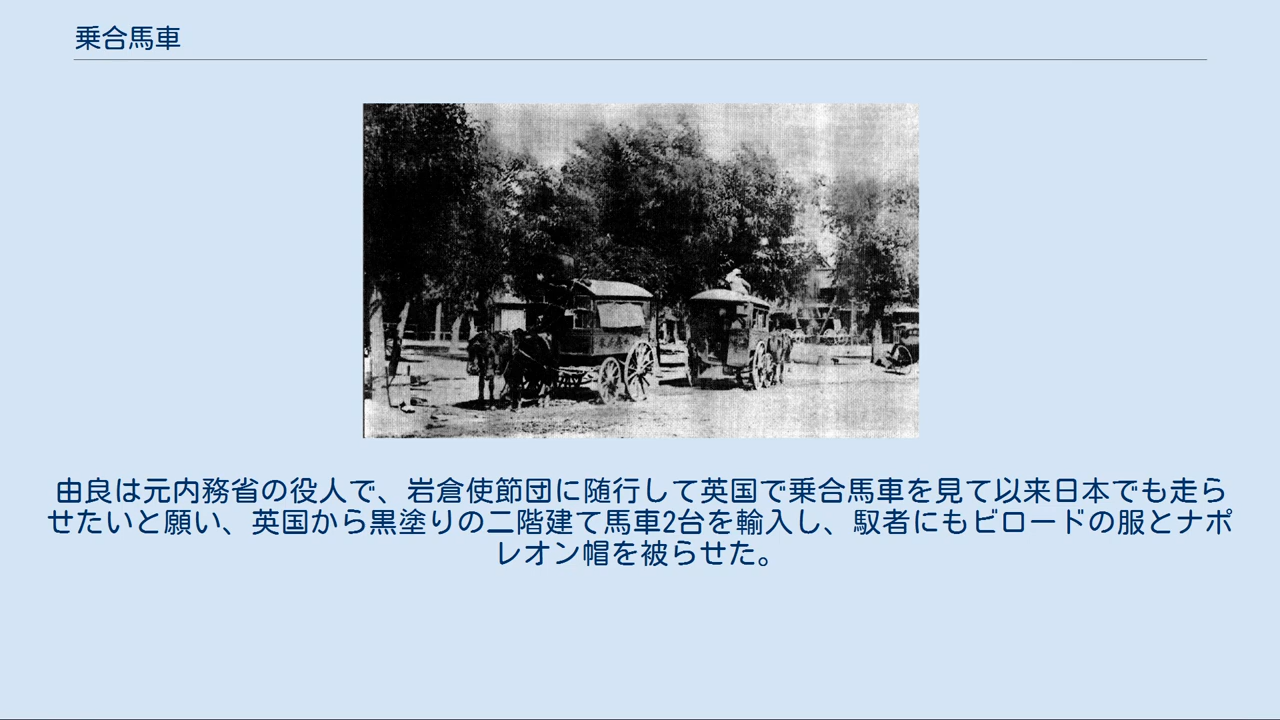 乗合馬車
由良は元内務省の役人で、岩倉使節団に随行して英国で乗合馬車を見て以来日本でも走ら
せたいと願い、英国から黒塗りの二階建て馬車2台を輸入し、馭者にもビロードの服とナポ
レオン帽を被らせた。